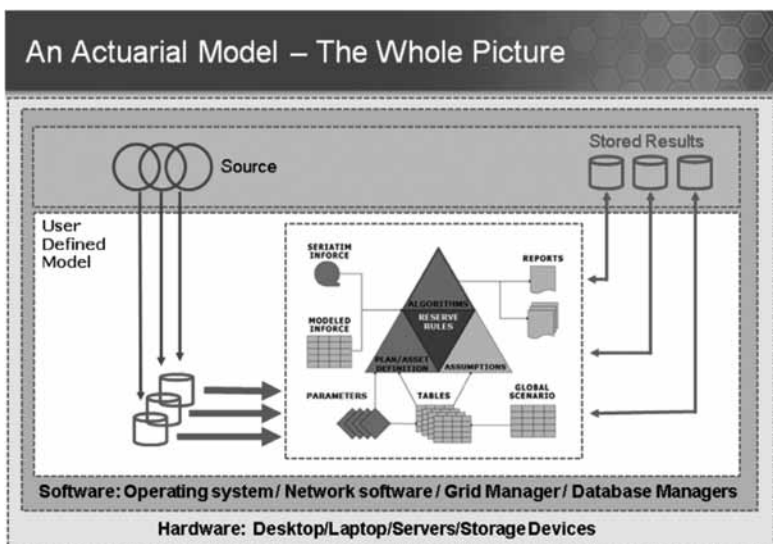 An Actuarial Model – The Whole Picture
Source
Stored Results
User
Defined
Model
SERIATIM
INFORCE
MODELED
INFORCE
ALGORITHMS
RESERVE
RULES
PLAN/ASSET
DEFINITION
ASSUMPTIONS
REPORTS
PARAMETERS
TABLES
GLOBAL
SCENARIO
Software: Operating system / Network software / Grid Manager / Database Managers
Hardware: Desktop/Laptop/Servers/Storage Devices